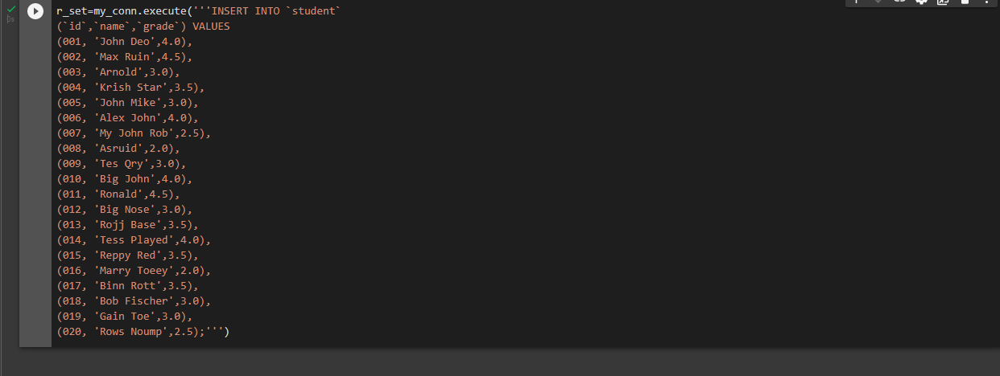 r_set=my_conn.execute('''INSERT INTO `student`
(`id`,`name`,`grade`) VALUES
(001, 'John Deo',4.0),
(002, 'Max Ruin',4.5),
(003, 'Arnold',3.0),
(004, 'Krish Star',3.5),
(005, 'John Mike',3.0),
(006, 'Alex John',4.0),
(007, 'My John Rob',2.5),
(008, 'Asruid',2.0),
(009, 'Tes Qry',3.0),
(010, 'Big John',4.0),
(011, 'Ronald',4.5),
(012, 'Big Nose',3.0),
(013, 'Rojj Base',3.5),
(014, 'Tess Played',4.0),
(015, 'Reppy Red',3.5),
(016, 'Marry Toeey',2.0),
(017, 'Binn Rott',3.5),
(018, 'Bob Fischer',3.0),
(019, 'Gain Toe',3.0),
(020, 'Rows Noump',2.5);''')